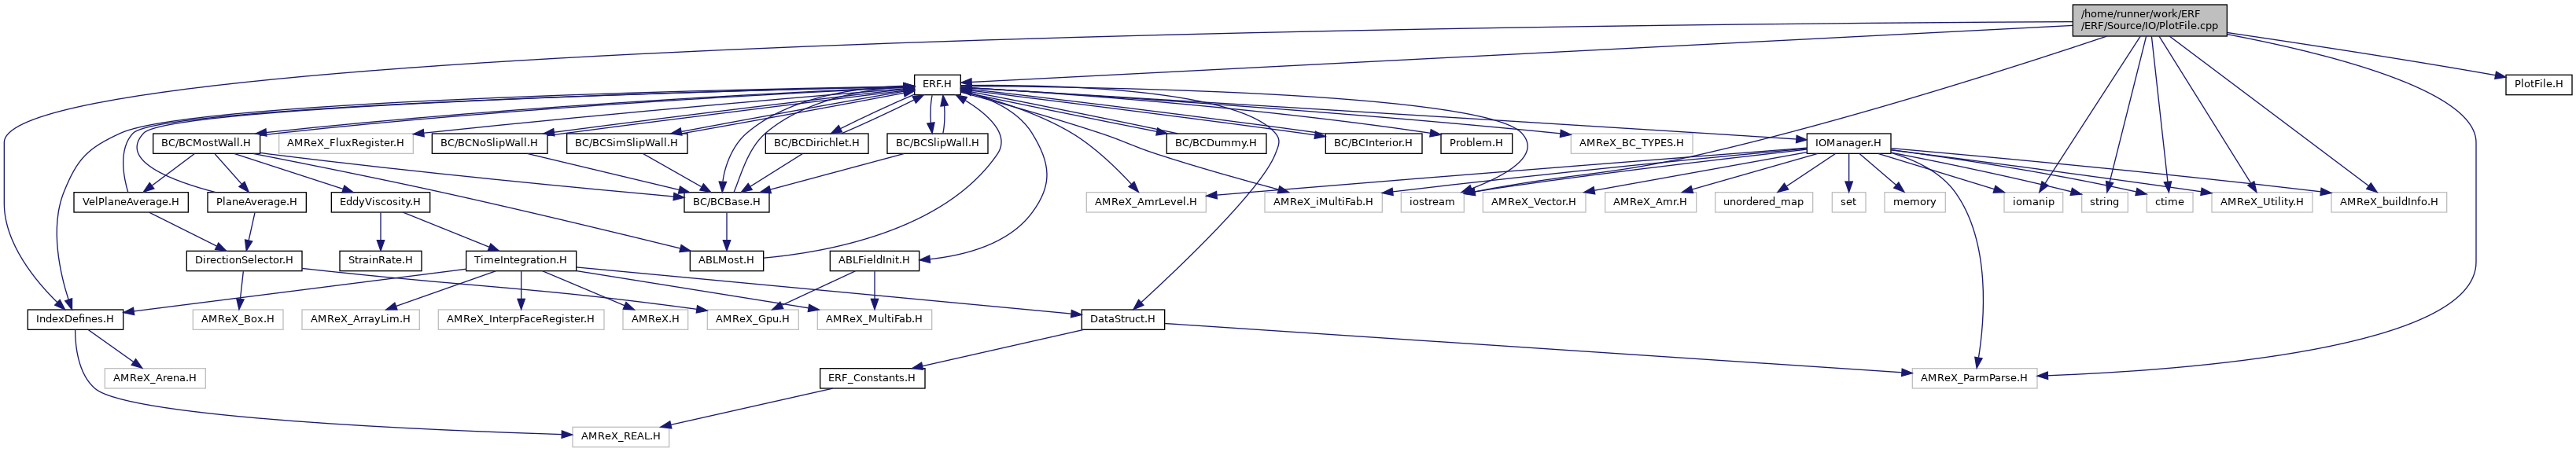 /home/runner/work/ERF
/ERF/Source/IO/PlotFile.cpp
ERF.H
PlotFile.H
BC/BCMostWall.H
AMReX_FluxRegister.H
BC/BCNoSlipWall.H
BC/BCSimSlipWall.H
BC/BCDirichlet.H
BC/BCSlipWall.H
BC/BCDummy.H
BC/BCInterior.H
Problem.H
AMReX_BC_TYPES.H
IOManager.H
VelPlaneAverage.H
PlaneAverage.H
EddyViscosity.H
BC/BCBase.H
AMReX_AmrLevel.H
AMReX_iMultiFab.H
iostream
AMReX_Vector.H
AMReX_Amr.H
unordered_map
set
memory
iomanip
string
ctime
AMReX_Utility.H
AMReX_buildInfo.H
DirectionSelector.H
StrainRate.H
TimeIntegration.H
ABLMost.H
ABLFieldInit.H
IndexDefines.H
AMReX_Box.H
AMReX_ArrayLim.H
AMReX_InterpFaceRegister.H
AMReX.H
AMReX_Gpu.H
AMReX_MultiFab.H
DataStruct.H
AMReX_Arena.H
ERF_Constants.H
AMReX_ParmParse.H
AMReX_REAL.H